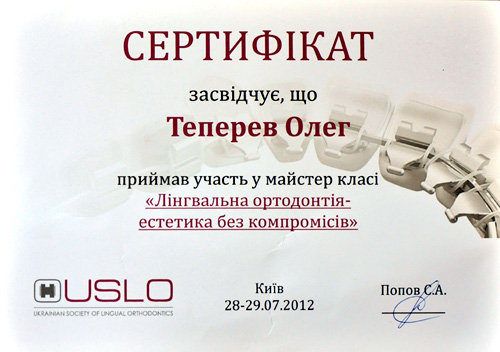 СЕРТИФІКАТ
засвідчує, що
Теперев Олег
приймав участь у майстер класі
«Лінгвальна ортодонтія-
естетика без компромісів»
USLO
UKRAINIAN SOCIETY OF LINGUAL ORTHODONTICS
Київ
28-29.07.2012
Попов С.А.